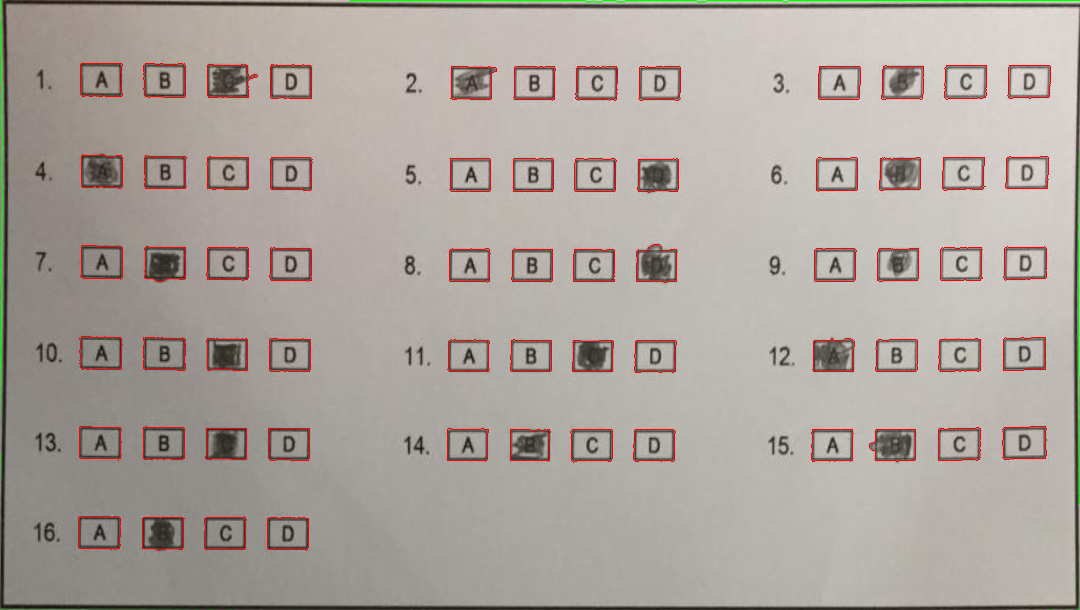 1. A B C D 2. A B C D 3. A B C D
4. A B C D 5. A B C D 6. A B C D
7. A B C D 8. A B C D 9. A B C D
10. A B C D 11. A B C D 12. A B C D
13. A B C D 14. A B C D 15. A B C D
16. A B C D